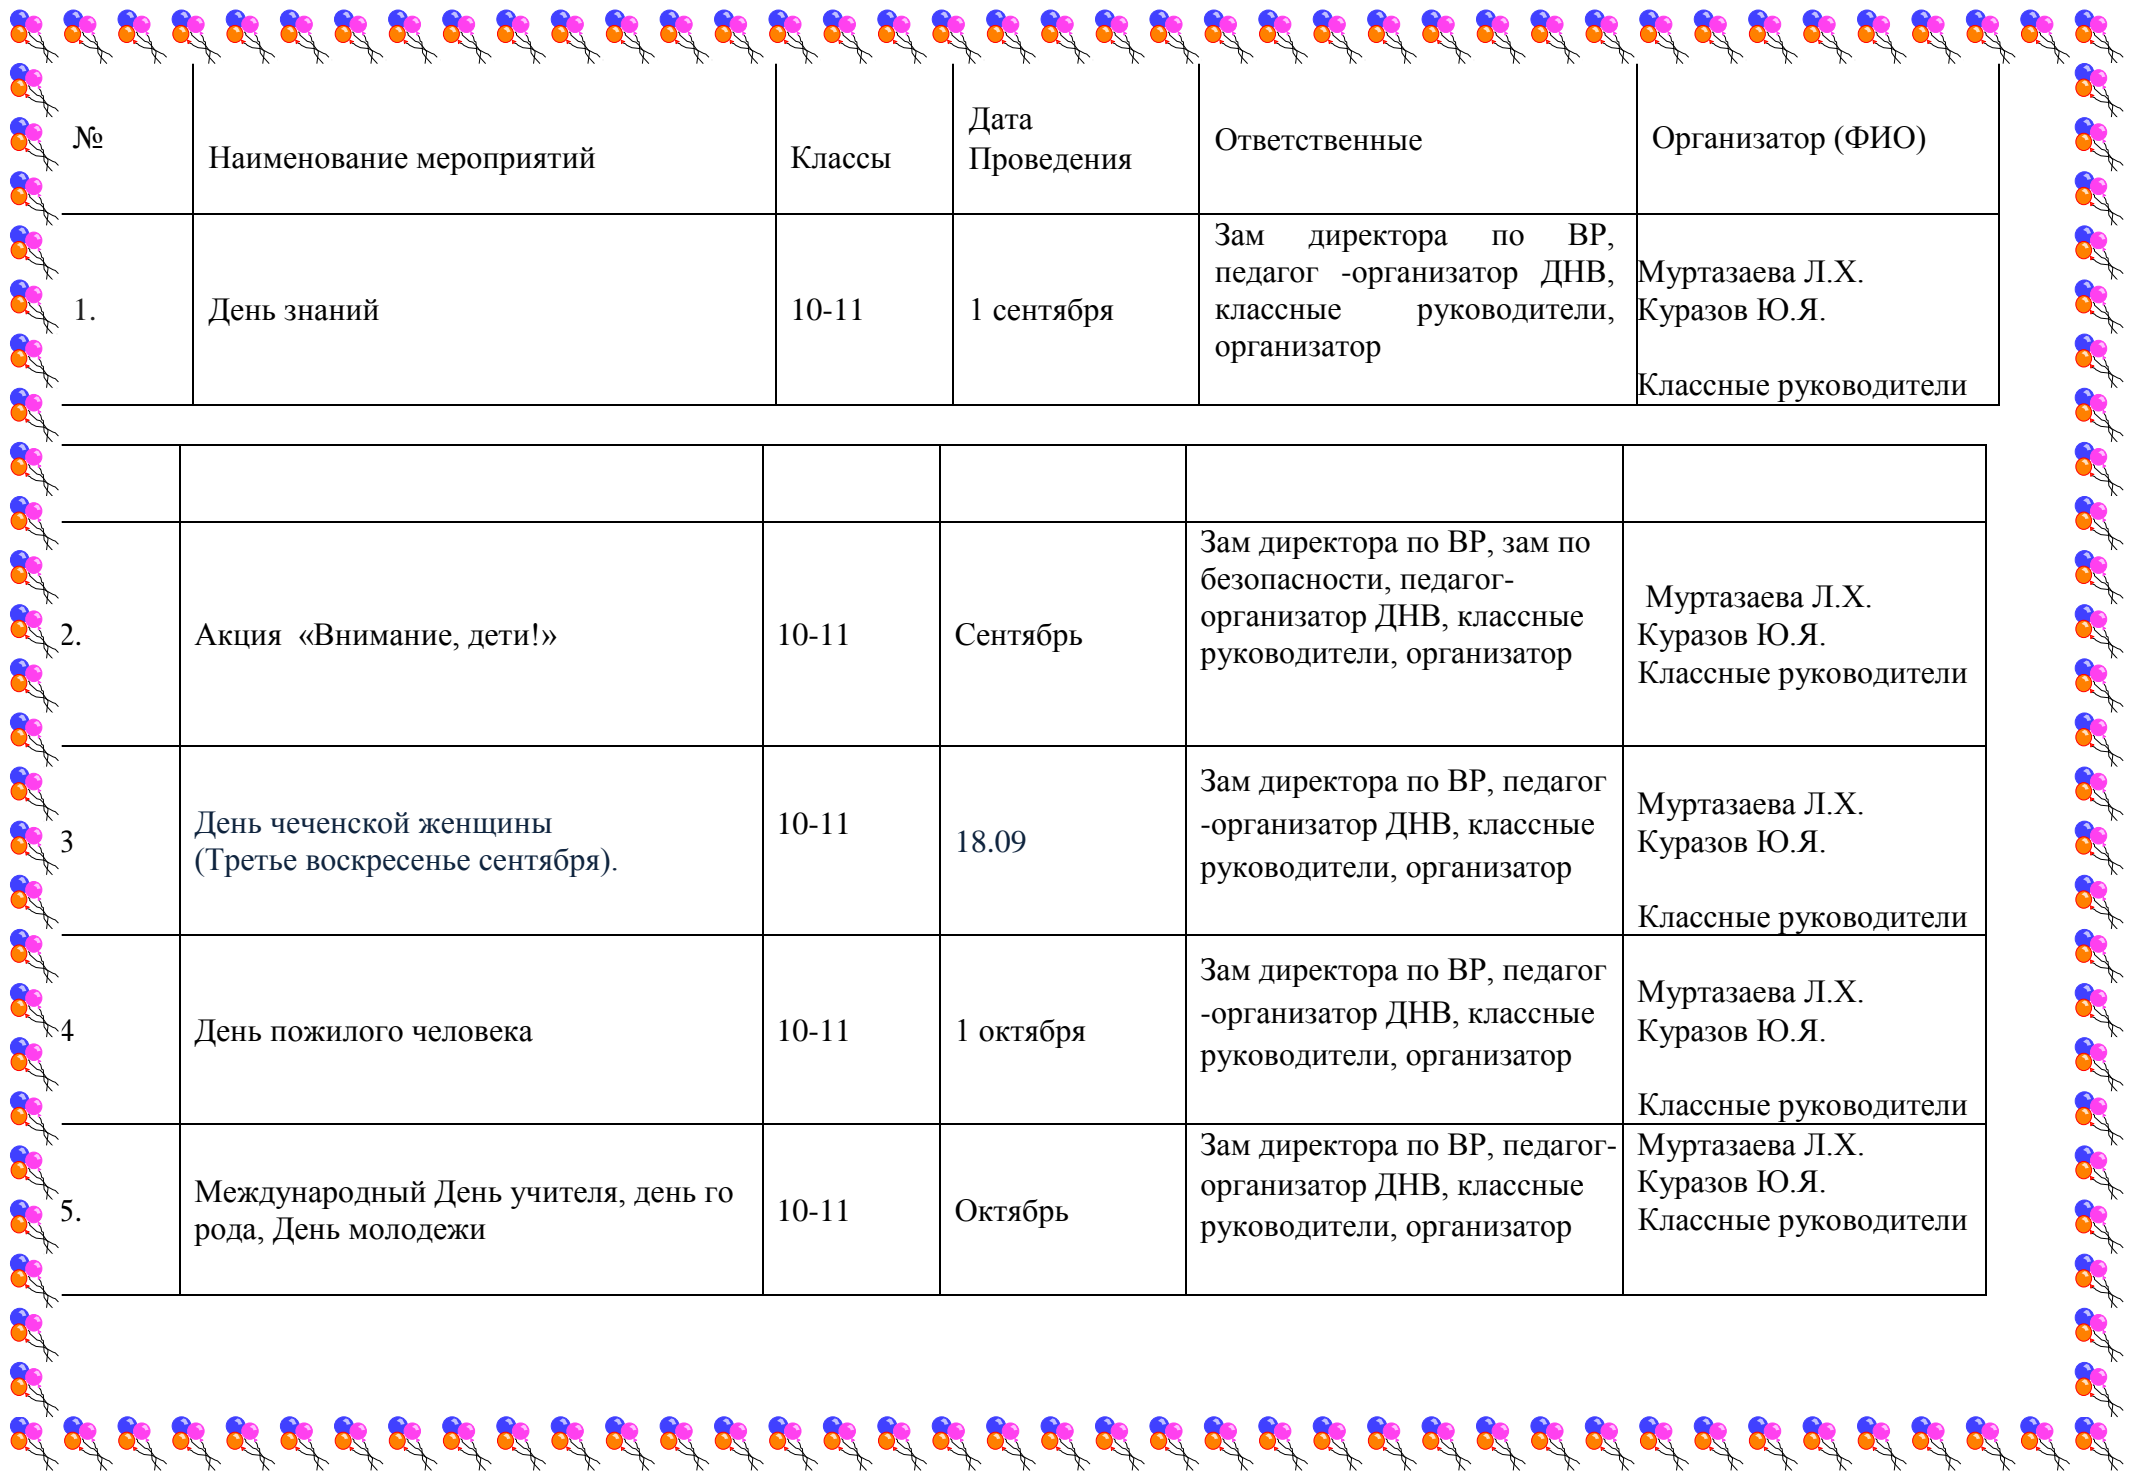 №
Наименование мероприятий
Классы
Дата
Проведения
Ответственные
Организатор (ФИО)
1.
День знаний
10-11
1 сентября
Зам директора по ВР,
педагог -организатор ДНВ,
классные руководители,
организатор
Муртазаева Л.Х.
Куразов Ю.Я.
Классные руководители
2.
Акция «Внимание, дети!»
10-11
Сентябрь
Зам директора по ВР, зам по
безопасности, педагог-
организатор ДНВ, классные
руководители, организатор
Муртазаева Л.Х.
Куразов Ю.Я.
Классные руководители
3
День чеченской женщины
(Третье воскресенье сентября).
10-11
18.09
Зам директора по ВР, педагог
-организатор ДНВ, классные
руководители, организатор
Муртазаева Л.Х.
Куразов Ю.Я.
Классные руководители
4
День пожилого человека
10-11
1 октября
Зам директора по ВР, педагог
-организатор ДНВ, классные
руководители, организатор
Муртазаева Л.Х.
Куразов Ю.Я.
Классные руководители
5.
Международный День учителя, день го
рода, День молодежи
10-11
Октябрь
Зам директора по ВР, педагог-
организатор ДНВ, классные
руководители, организатор
Муртазаева Л.Х.
Куразов Ю.Я.
Классные руководители